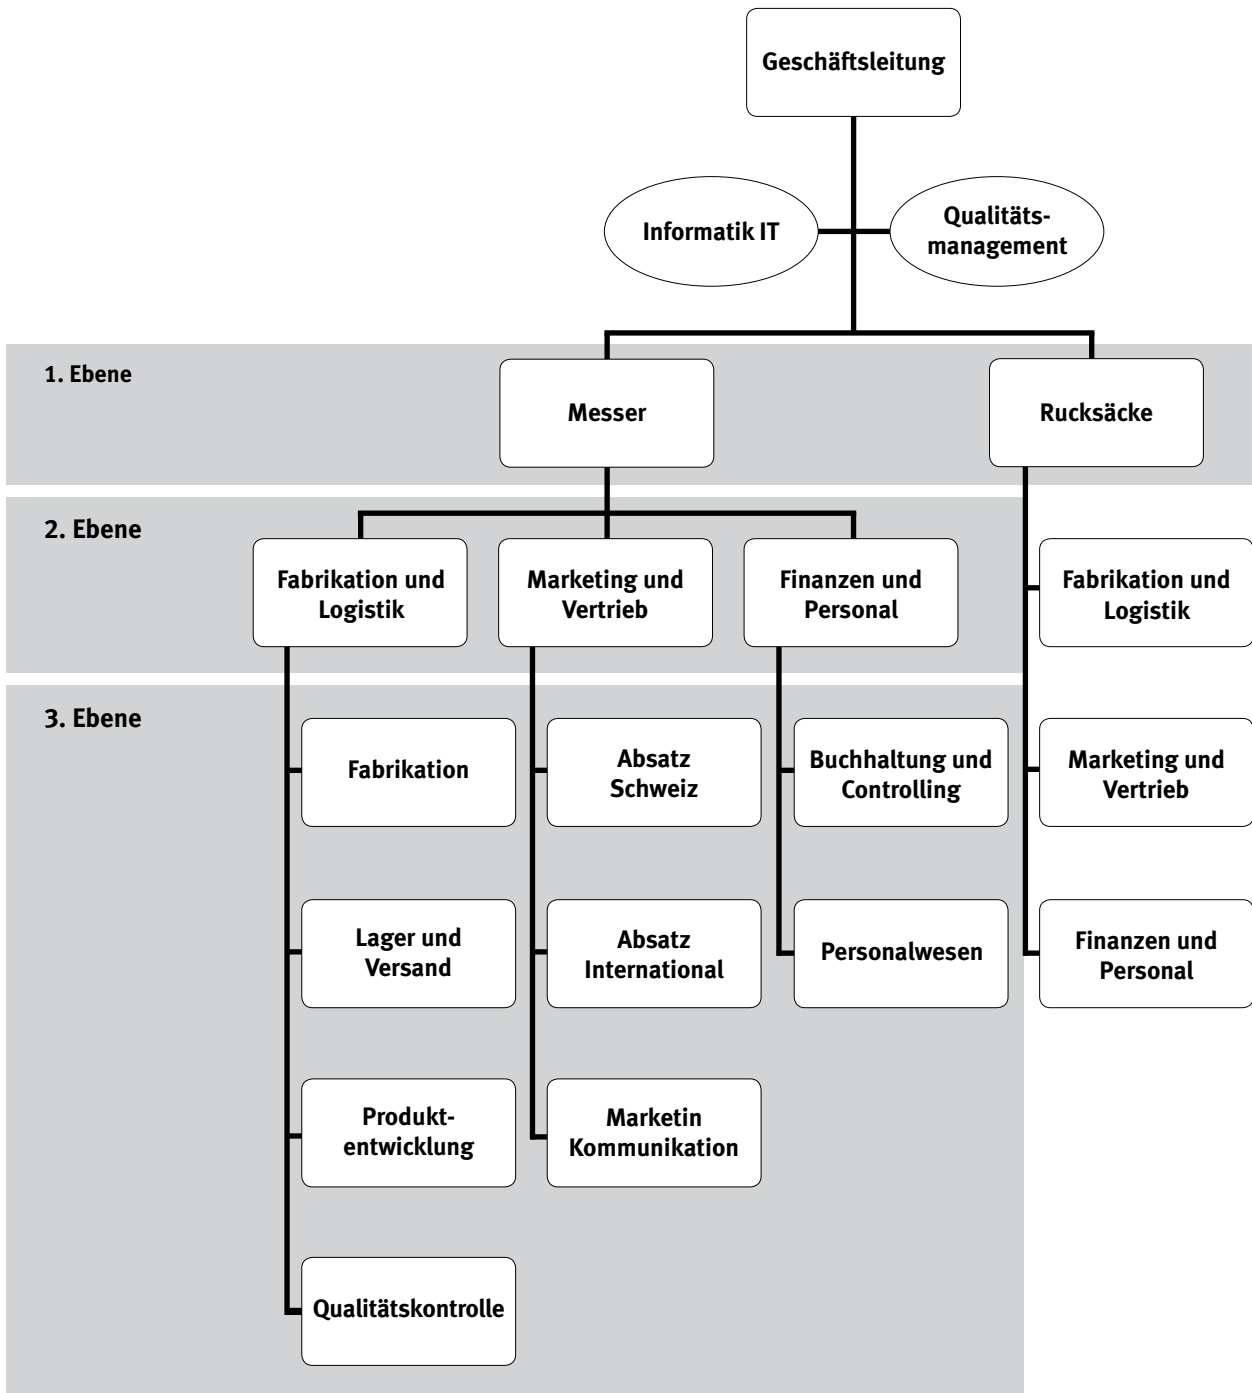 Geschäftsleitung
Informatik IT
Qualitäts-
management
1. Ebene
Messer
Rucksäcke
2. Ebene
Fabrikation und
Logistik
Marketing und
Vertrieb
Finanzen und
Personal
Fabrikation und
Logistik
3. Ebene
Fabrikation
Absatz
Schweiz
Buchhaltung und
Controlling
Marketing und
Vertrieb
Lager und
Versand
Absatz
International
Personalwesen
Finanzen und
Personal
Produkt-
entwicklung
Marketin
Kommunikation
Qualitätskontrolle